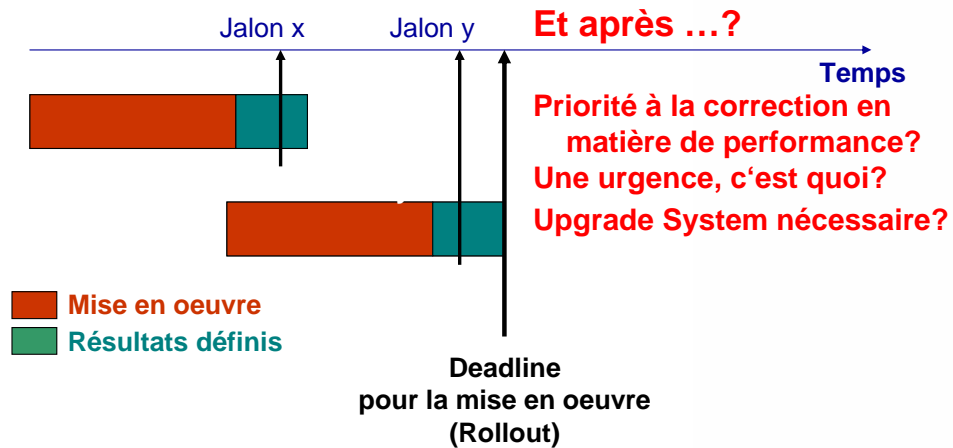 Jalon x
Jalon y
Et après …?
Temps
Priorité à la correction en
matière de performance?
Une urgence, c‘est quoi?
Upgrade System nécessaire?
Mise en oeuvre
Résultats définis
Deadline
pour la mise en oeuvre
(Rollout)